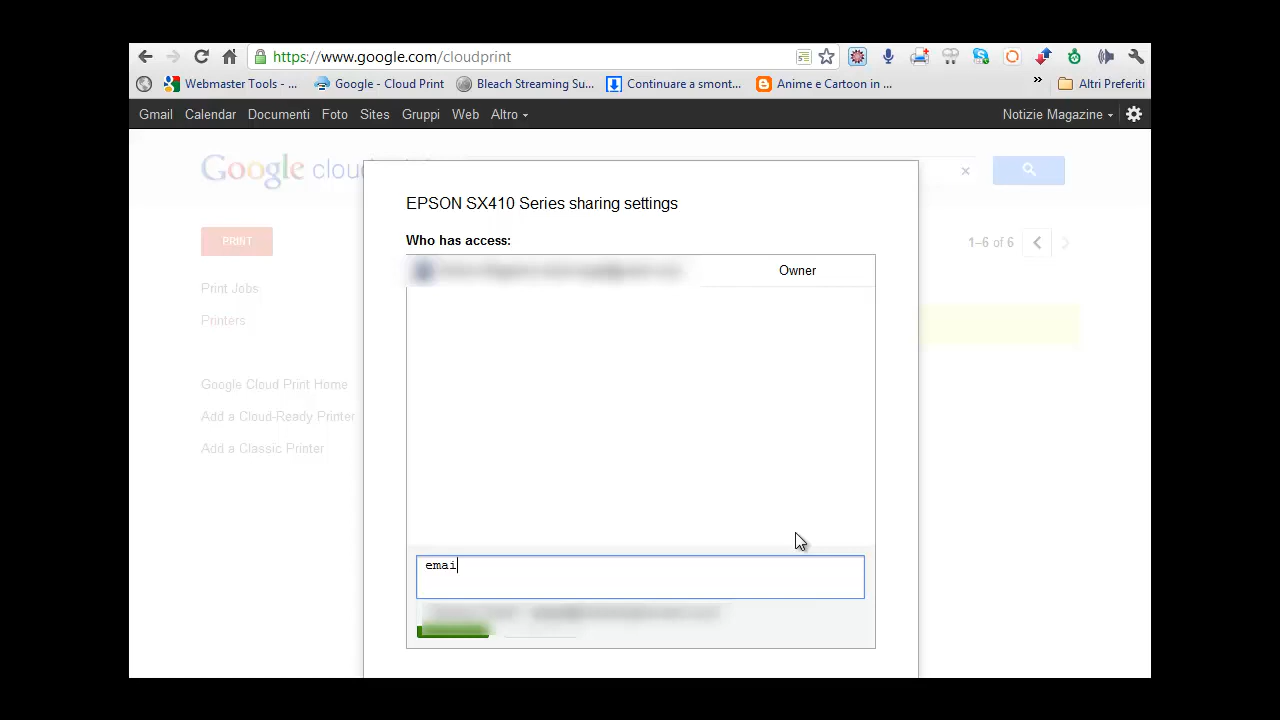 https://www.google.com/cloudprint
Webmaster Tools - ...
Google - Cloud Print
Bleach Streaming Su...
Continuare a smont...
Anime e Cartoon in ...
»
Altri Preferiti
Gmail Calendar Documenti Foto Sites Gruppi Web Altro
Notizie Magazine
Google clou
PRINT
1–6 of 6
Print Jobs
Printers
Google Cloud Print Home
Add a Cloud-Ready Printer
Add a Classic Printer
EPSON SX410 Series sharing settings
Who has access:
Owner
emai